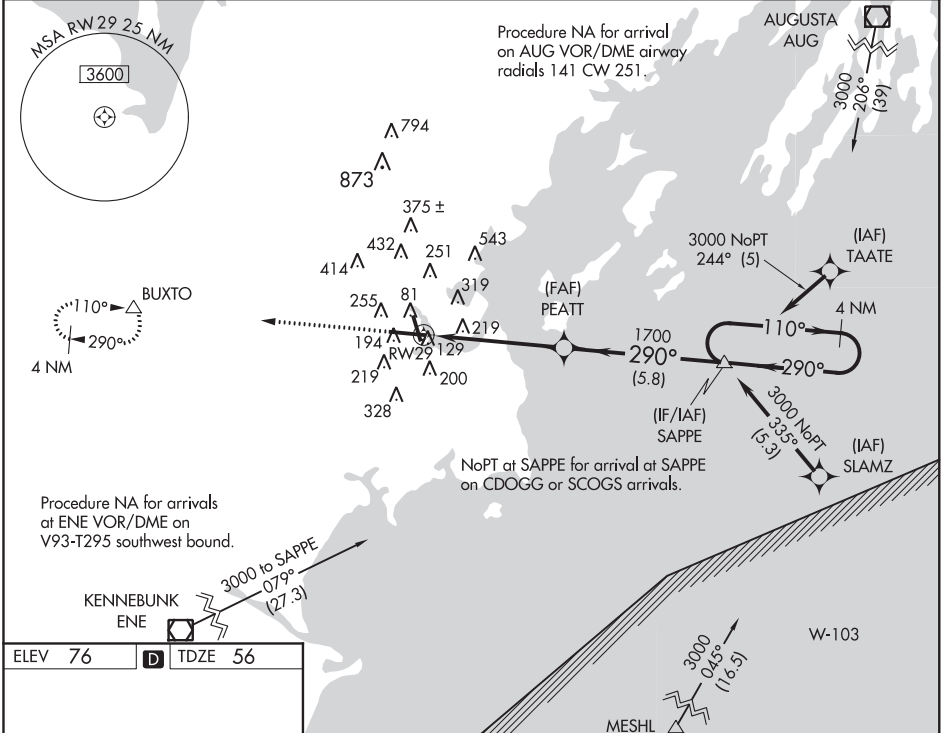 MSA RW29 25 NM
3600
Procedure NA for arrival
on AUG VOR/DME airway
radials 141 CW 251.
AUGUSTA
AUG
3000
206°
(39)
794
873
375 ±
432
251
543
414
319
255
81
219
194
RW29
129
219
200
328
110°
BUXTO
290°
4 NM
(FAF)
PEATT
3000 NoPT
244° (5)
(IAF)
TAATE
4 NM
110°
1700
290°
(5.8)
290°
(IF/IAF)
SAPPE
3000 NoPT
335°
(5.3)
(IAF)
SLAMZ
NoPT at SAPPE for arrival at SAPPE
on CDOGG or SCOGS arrivals.
Procedure NA for arrivals
at ENE VOR/DME on
V93-T295 southwest bound.
3000 to SAPPE
079°
(27.3)
KENNEBUNK
ENE
W-103
3000
045°
(16.5)
MESHL
ELEV 76
D
TDZE 56